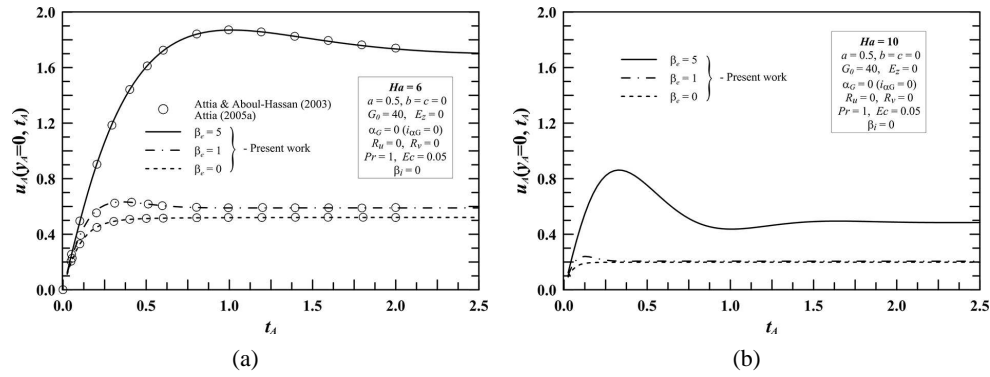 2.0
1.6
1.2
0.8
0.4
0.0
u_A(y_A=0, t_A)
Attia & Aboul-Hassan (2003)
Attia (2005a)
β_e = 5
β_e = 1
β_e = 0
- Present work
Ha = 6
a = 0.5, b = c = 0
G_0 = 40, E_z = 0
α_G = 0 (i_αG = 0)
R_u = 0, R_v = 0
Pr = 1, Ec = 0.05
β_i = 0
0.0 0.5 1.0 1.5 2.0 2.5
t_A
(a)
2.0
1.6
1.2
0.8
0.4
0.0
u_A(y_A=0, t_A)
β_e = 5
β_e = 1
β_e = 0
- Present work
Ha = 10
a = 0.5, b = c = 0
G_0 = 40, E_z = 0
α_G = 0 (i_αG = 0)
R_u = 0, R_v = 0
Pr = 1, Ec = 0.05
β_i = 0
0.0 0.5 1.0 1.5 2.0 2.5
t_A
(b)